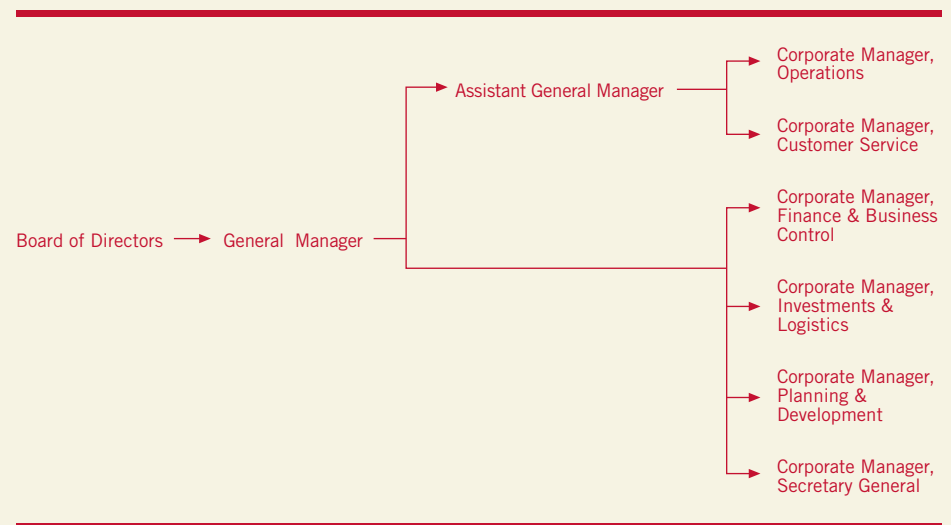 Corporate Manager,
Operations
Assistant General Manager
Corporate Manager,
Customer Service
Corporate Manager,
Finance & Business
Control
Board of Directors
General Manager
Corporate Manager,
Investments &
Logistics
Corporate Manager,
Planning &
Development
Corporate Manager,
Secretary General